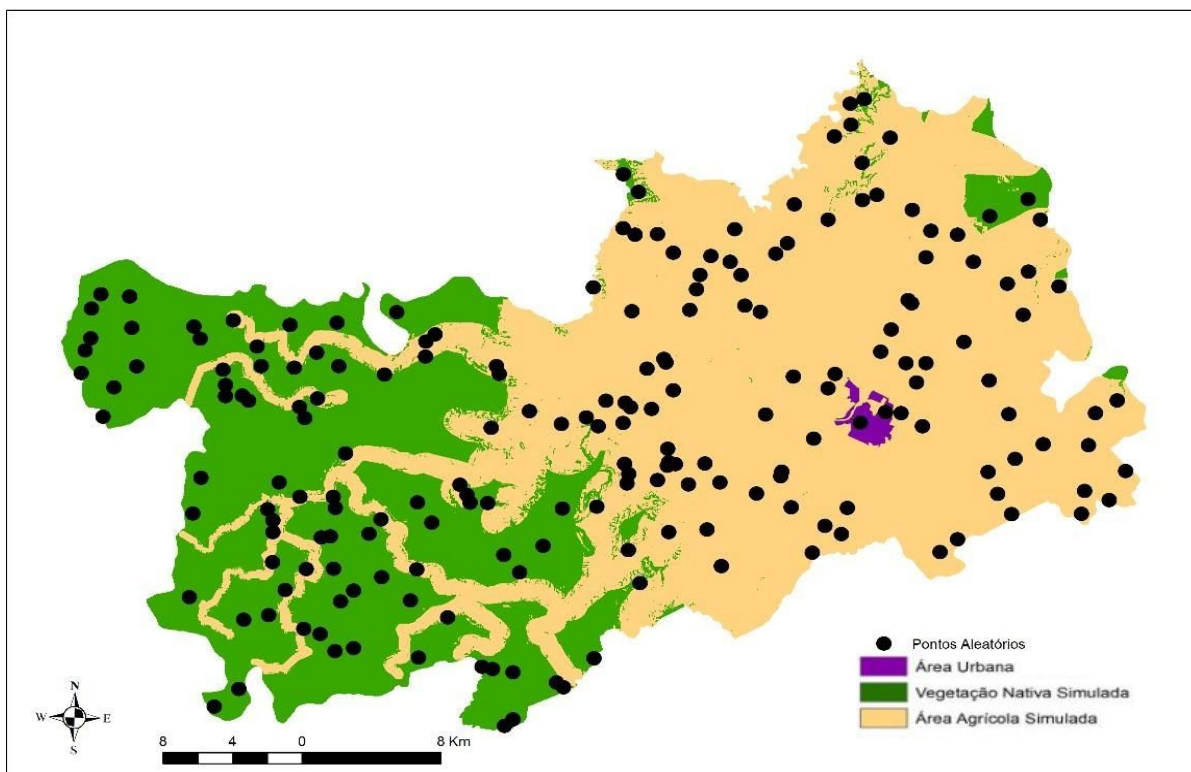 Pontos Aleatórios
Área Urbana
Vegetação Nativa Simulada
Área Agrícola Simulada
N
W E
S
8 4 0 8 Km